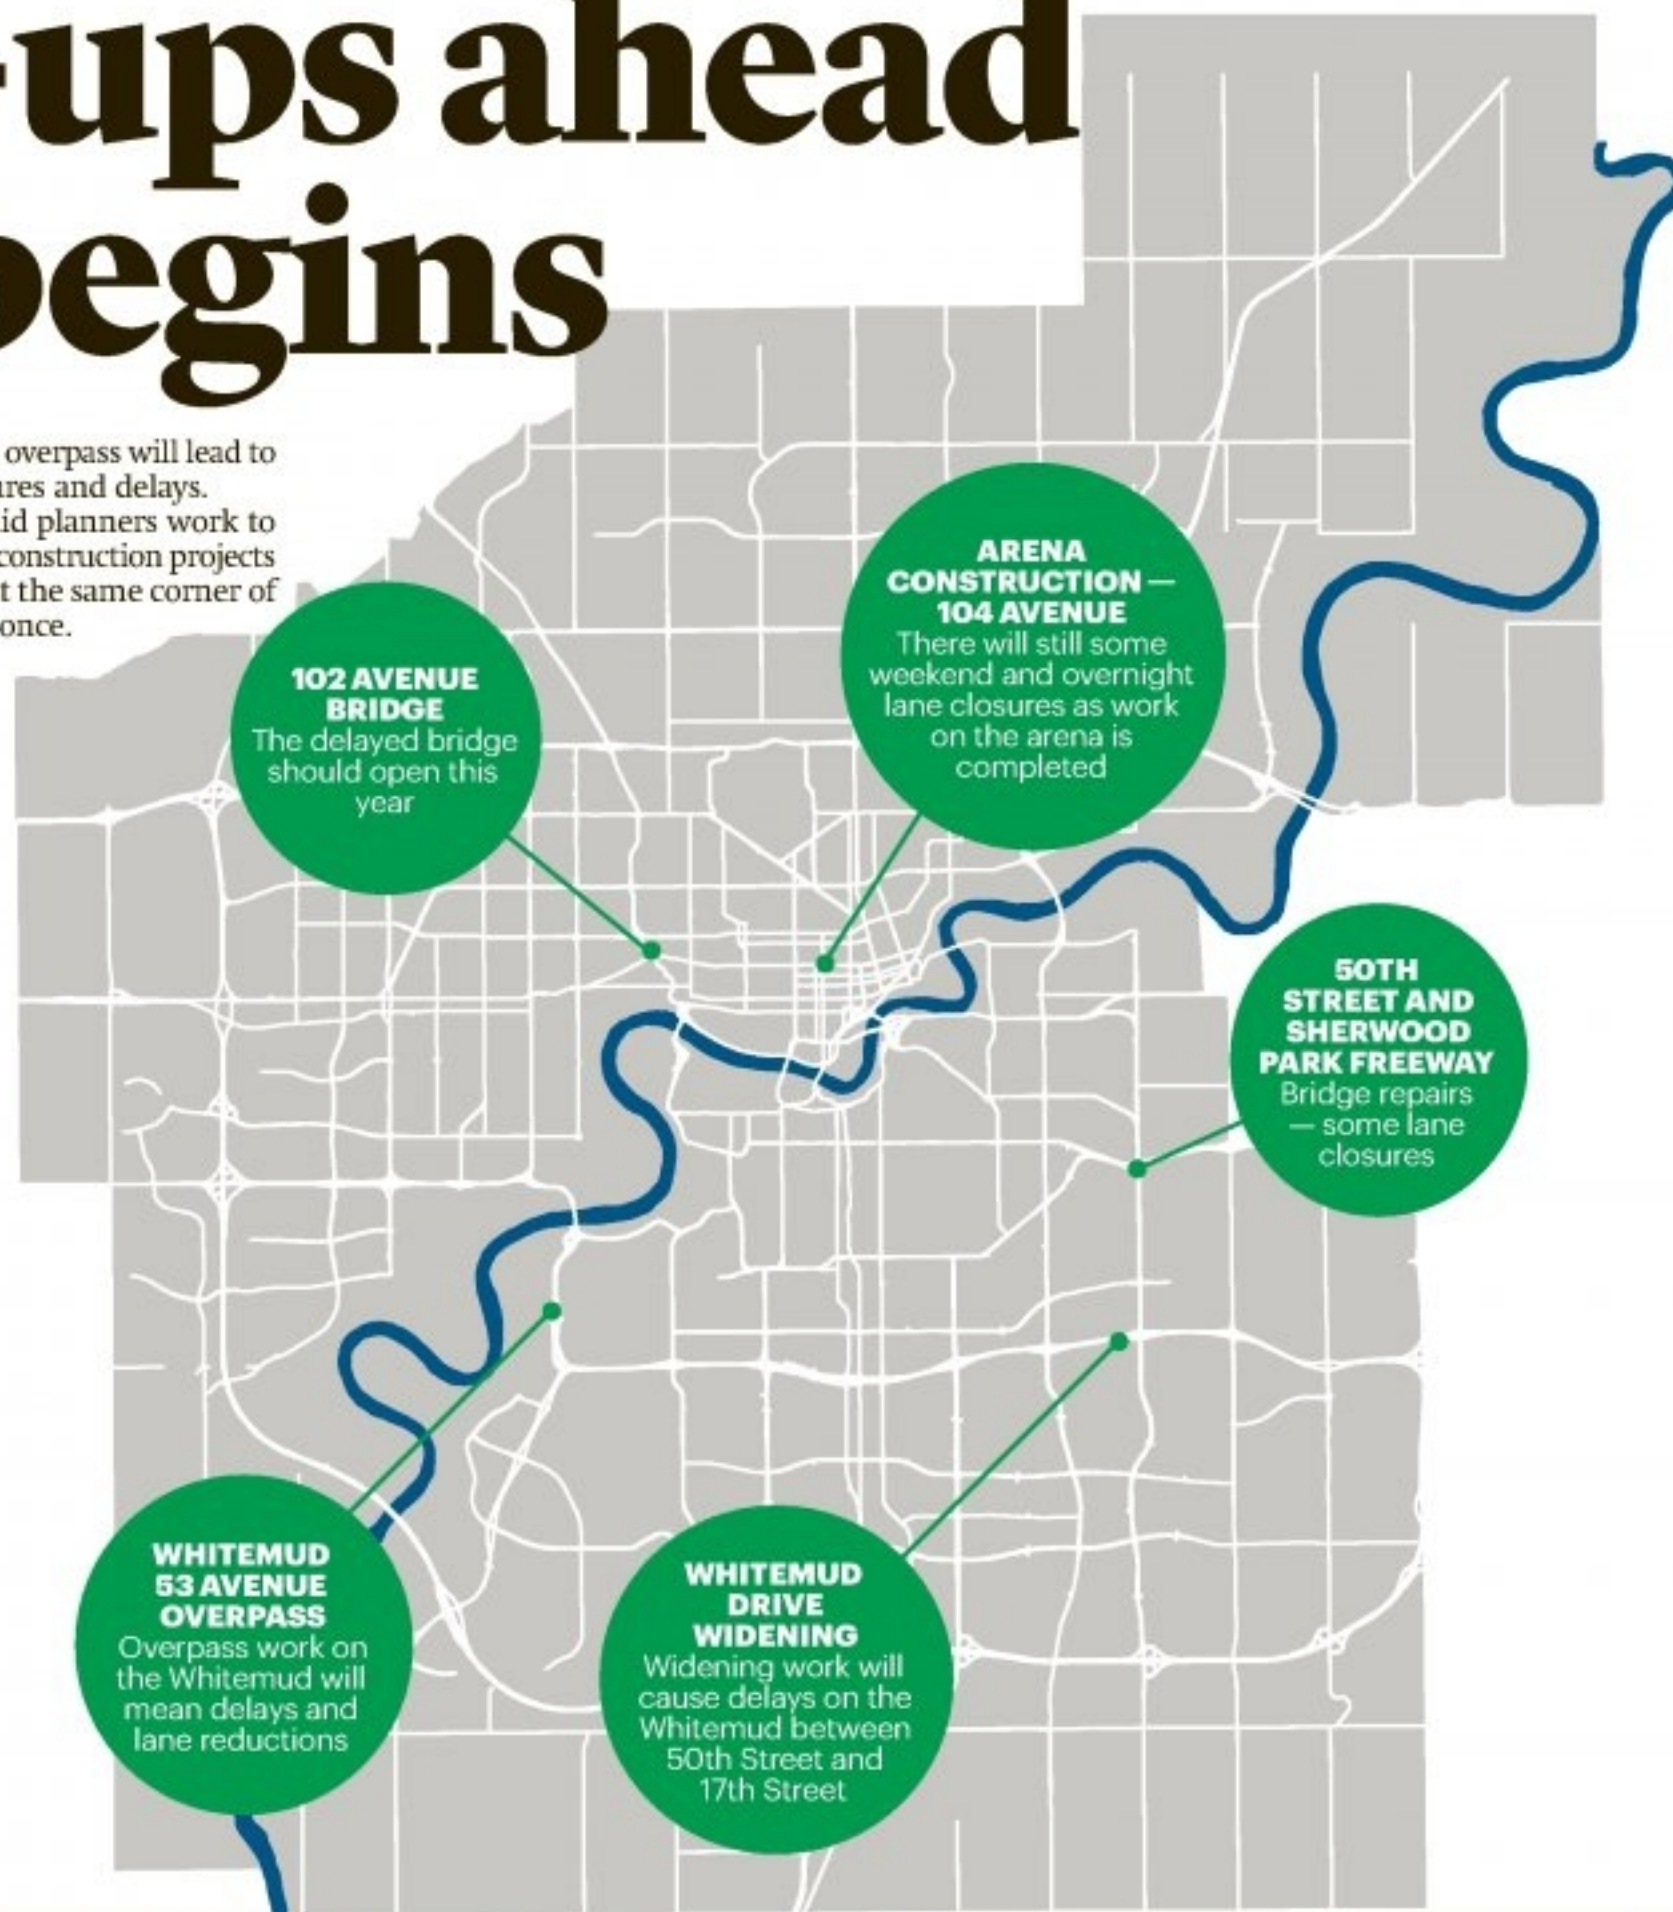 -ups ahead
begins
overpass will lead to
ures and delays.
aid planners work to
construction projects
t the same corner of
once.
102 AVENUE
BRIDGE
The delayed bridge
should open this
year
ARENA
CONSTRUCTION —
104 AVENUE
There will still some
weekend and overnight
lane closures as work
on the arena is
completed
50TH
STREET AND
SHERWOOD
PARK FREEWAY
Bridge repairs
— some lane
closures
WHITEMUD
53 AVENUE
OVERPASS
Overpass work on
the Whitemud will
mean delays and
lane reductions
WHITEMUD
DRIVE
WIDENING
Widening work will
cause delays on the
Whitemud between
50th Street and
17th Street